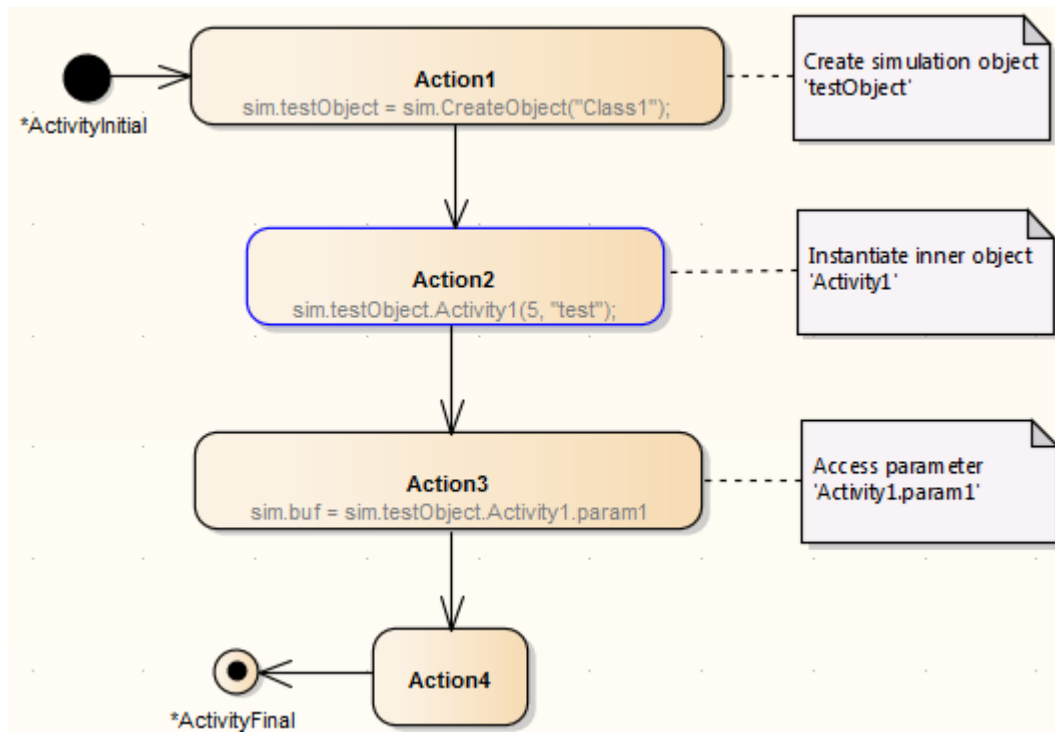 *ActivityInitial
Action1
sim.testObject = sim.CreateObject("Class1");
Create simulation object
'testObject'
Action2
sim.testObject.Activity1(5, "test");
Instantiate inner object
'Activity1'
Action3
sim.buf = sim.testObject.Activity1.param1
Access parameter
'Activity1.param1'
Action4
*ActivityFinal